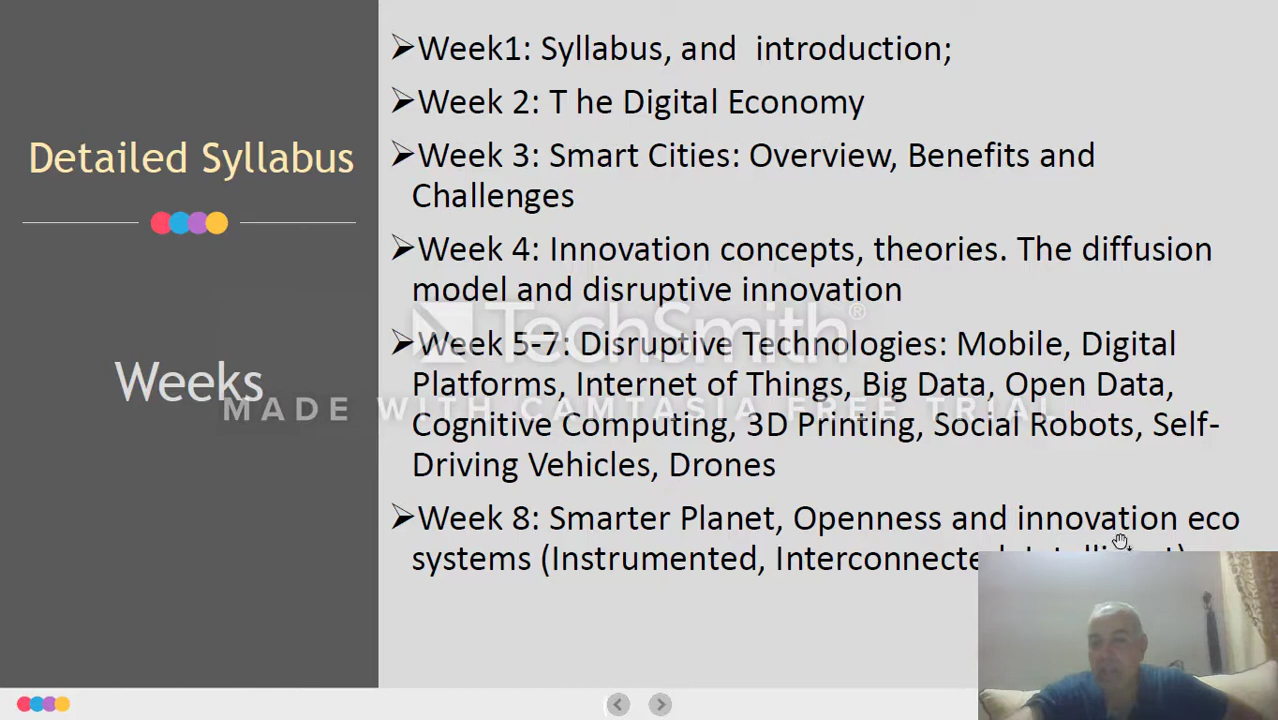 Detailed Syllabus
Weeks
Week1: Syllabus, and introduction;
Week 2: T he Digital Economy
Week 3: Smart Cities: Overview, Benefits and
Challenges
Week 4: Innovation concepts, theories. The diffusion
model and disruptive innovation
Week 5-7: Disruptive Technologies: Mobile, Digital
Platforms, Internet of Things, Big Data, Open Data,
Cognitive Computing, 3D Printing, Social Robots, Self-
Driving Vehicles, Drones
Week 8: Smarter Planet, Openness and innovation eco
systems (Instrumented,
TechSmith®
MADE WITH CAMTASIA FREE TRIAL